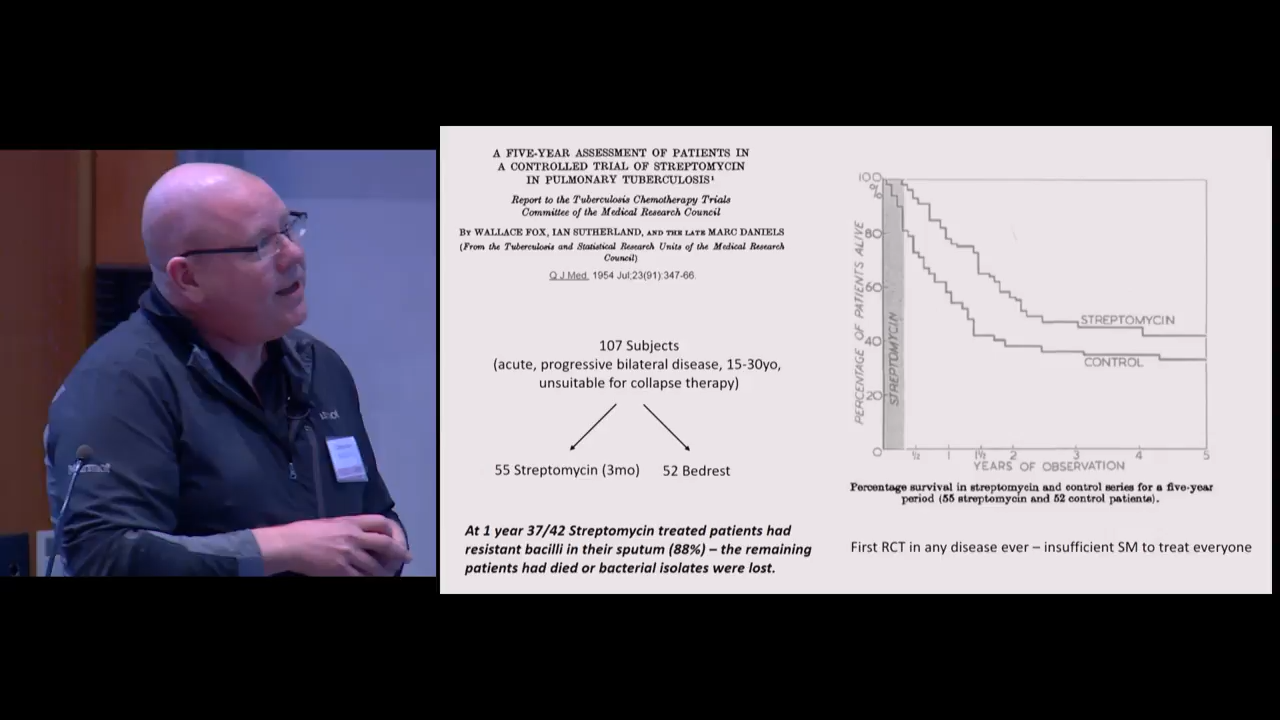 A FIVE-YEAR ASSESSMENT OF PATIENTS IN
A CONTROLLED TRIAL OF STREPTOMYCIN
IN PULMONARY TUBERCULOSIS¹
Report to the Tuberculosis Chemotherapy Trials
Committee of the Medical Research Council
BY WALLACE FOX, IAN SUTHERLAND, AND THE LATE MARC DANIELS
(From the Tuberculosis and Statistical Research Units of the Medical Research
Council)
Q J Med. 1954 Jul;23(91):347-66.
107 Subjects
(acute, progressive bilateral disease, 15-30yo,
unsuitable for collapse therapy)
55 Streptomycin (3mo)
52 Bedrest
At 1 year 37/42 Streptomycin treated patients had
resistant bacilli in their sputum (88%) – the remaining
patients had died or bacterial isolates were lost.
PERCENTAGE OF PATIENTS ALIVE
100
%
80
60
40
20
0
STREPTOMYCIN
STREPTOMYCIN
CONTROL
½ 1 1½ 2 3 4 5
YEARS OF OBSERVATION
Percentage survival in streptomycin and control series for a five-year
period (55 streptomycin and 52 control patients).
First RCT in any disease ever – insufficient SM to treat everyone